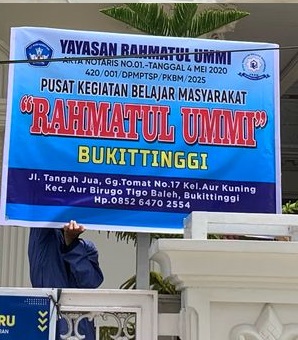 YAYASAN RAHMATUL UMMI
AKTA NOTARIS NO.01.-TANGGAL 4 MEI 2020
420/001/DPMPTSP/PKBM/2025
PUSAT KEGIATAN BELAJAR MASYARAKAT
"RAHMATUL UMMI"
BUKITTINGGI
Jl. Tangah Jua, Gg.Tomat No.17 Kel.Aur Kuning
Kec. Aur Birugo Tigo Baleh, Bukittinggi
Hp.0852 6470 2554
RU